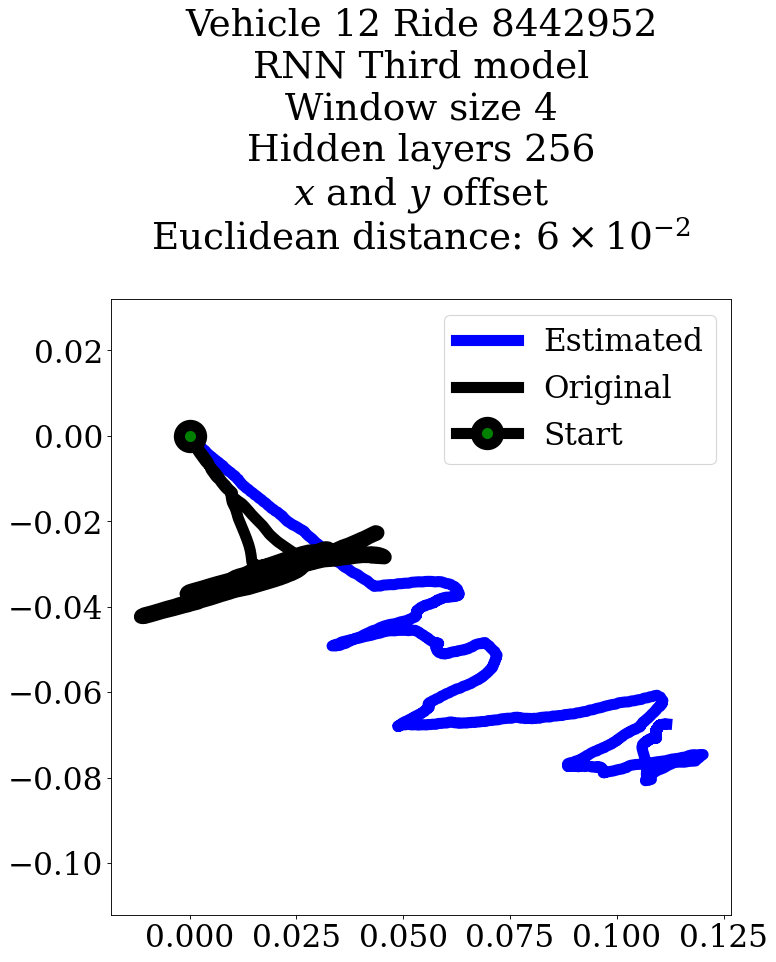 Vehicle 12 Ride 8442952
RNN Third model
Window size 4
Hidden layers 256
x and y offset
Euclidean distance: 6 × 10⁻²
Estimated
Original
Start
0.02
0.00
−0.02
−0.04
−0.06
−0.08
−0.10
0.000 0.025 0.050 0.075 0.100 0.125